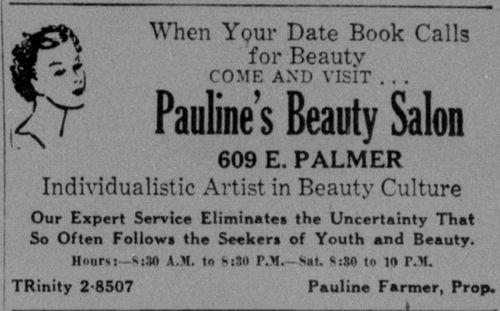 When Your Date Book Calls
for Beauty
COME AND VISIT . . .
Pauline's Beauty Salon
609 E. PALMER
Individualistic Artist in Beauty Culture
Our Expert Service Eliminates the Uncertainty That
So Often Follows the Seekers of Youth and Beauty.
Hours:—8:30 A.M. to 8:30 P.M.—Sat. 8:30 to 10 P.M.
TRinity 2-8507 Pauline Farmer, Prop.